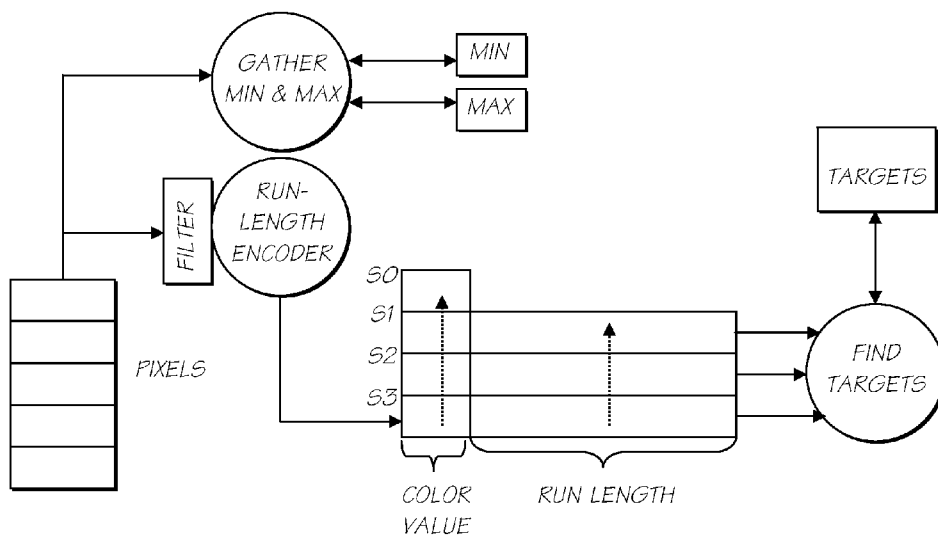 GATHER
MIN & MAX
MIN
MAX
TARGETS
FILTER
RUN-
LENGTH
ENCODER
S0
S1
S2
S3
PIXELS
FIND
TARGETS
COLOR
VALUE
RUN LENGTH